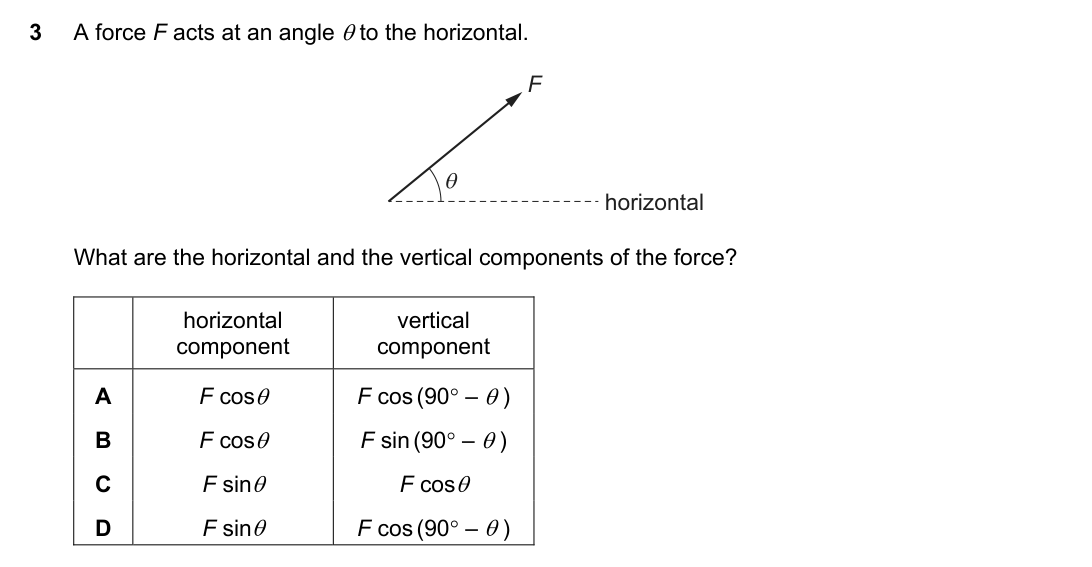 3 A force F acts at an angle θ to the horizontal.
F
θ
horizontal
What are the horizontal and the vertical components of the force?
horizontal component vertical component
A F cosθ F cos (90° – θ)
B F cosθ F sin (90° – θ)
C F sinθ F cosθ
D F sinθ F cos (90° – θ)